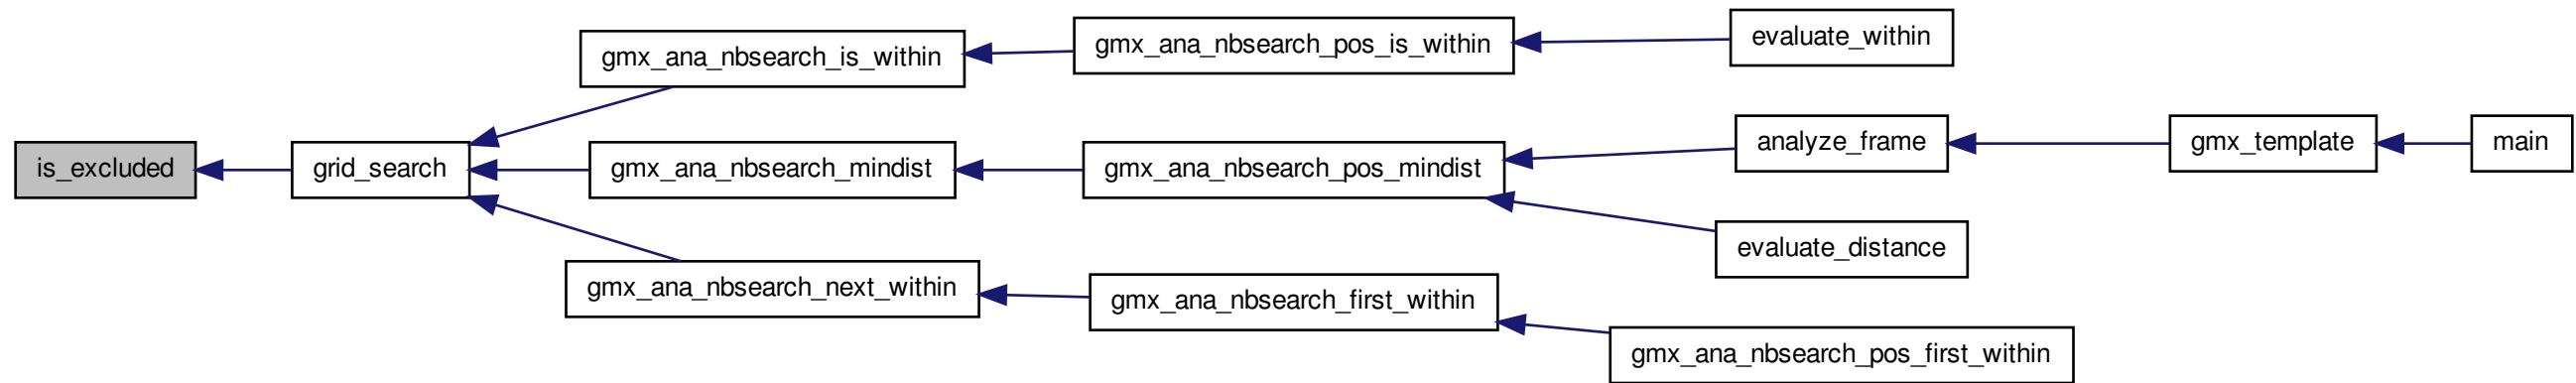 is_excluded
grid_search
gmx_ana_nbsearch_is_within
gmx_ana_nbsearch_pos_is_within
evaluate_within
gmx_ana_nbsearch_mindist
gmx_ana_nbsearch_pos_mindist
analyze_frame
gmx_template
main
evaluate_distance
gmx_ana_nbsearch_next_within
gmx_ana_nbsearch_first_within
gmx_ana_nbsearch_pos_first_within